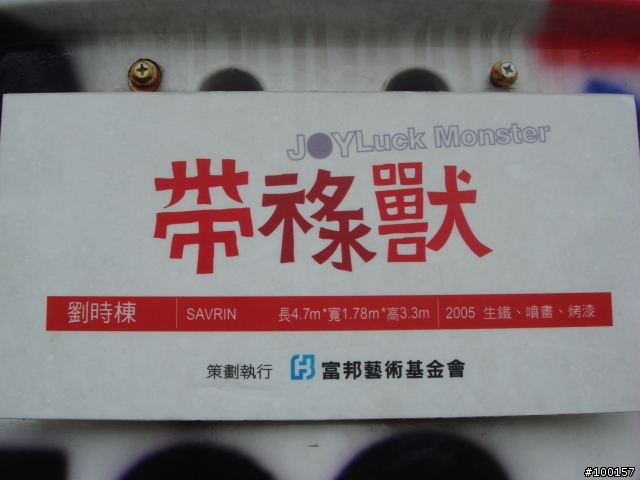 JOYLuck Monster
帶祿獸
劉時棟 SAVRIN 長4.7m*寬1.78m*高3.3m 2005 生鐵、噴畫、烤漆
策劃執行 富邦藝術基金會
#100157